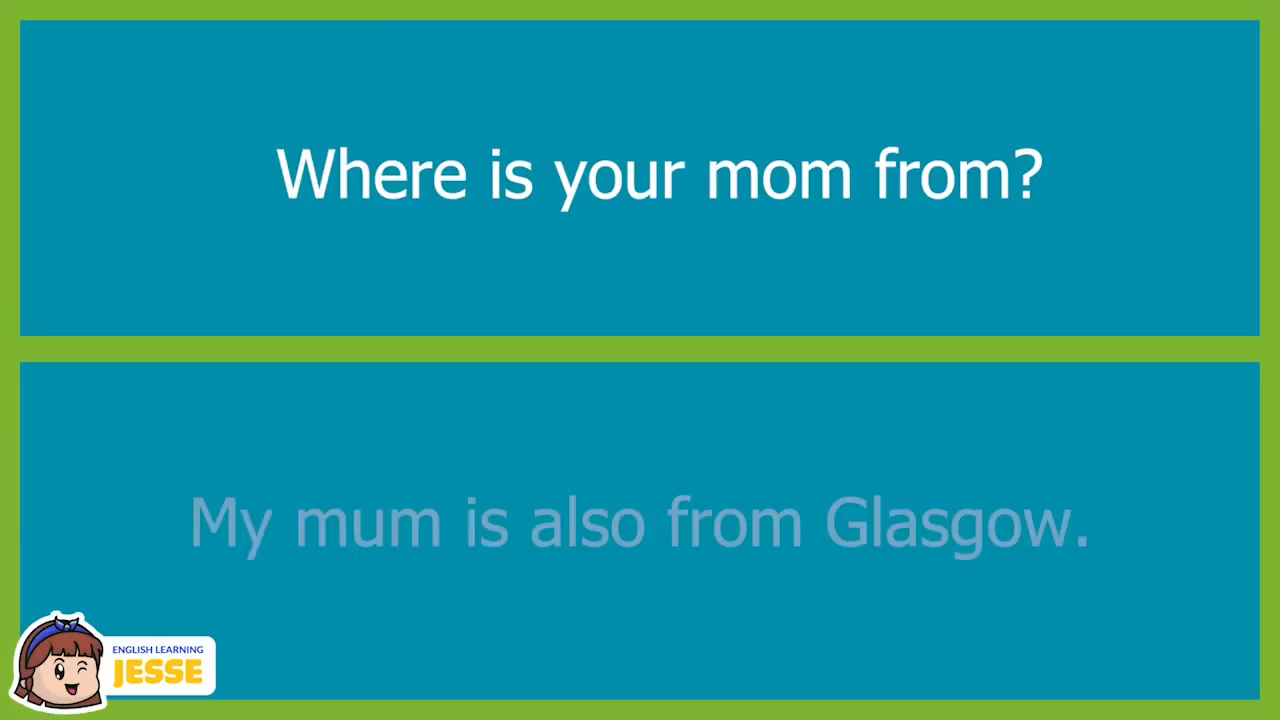 Where is your mom from?
My mum is also from Glasgow.
ENGLISH LEARNING
JESSE